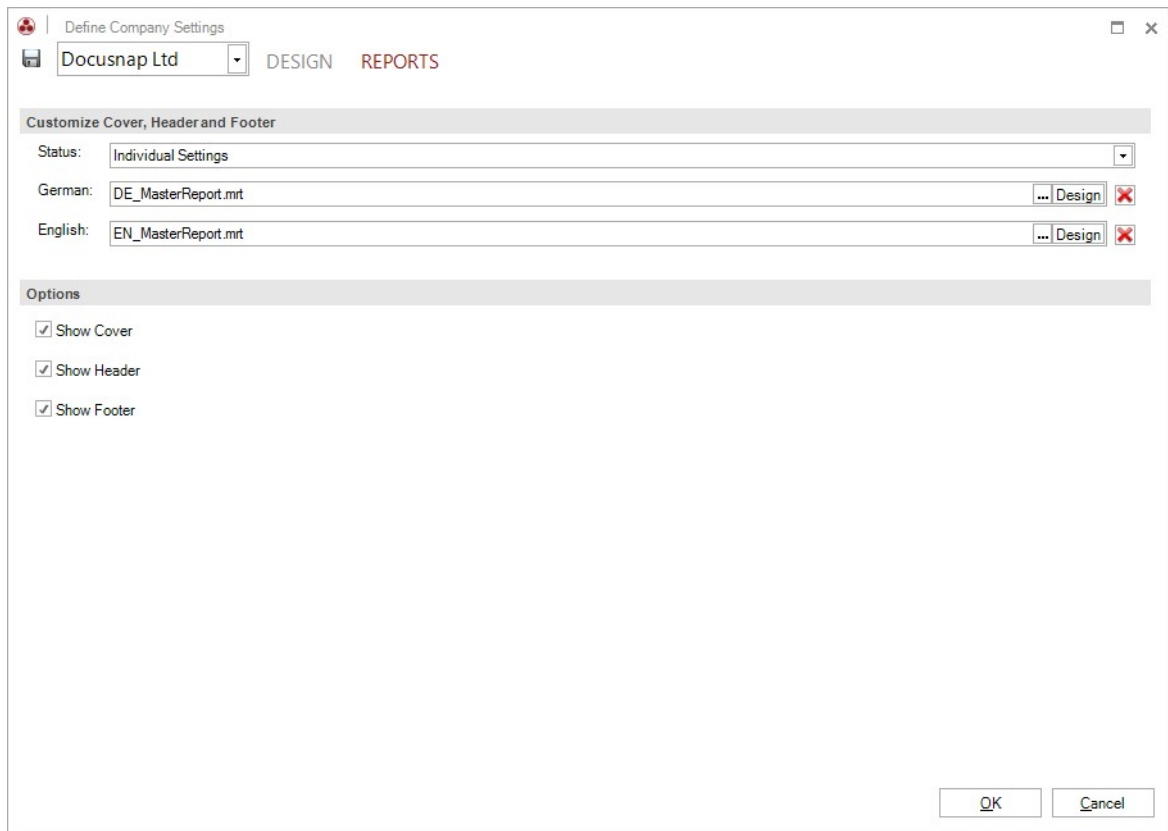 Define Company Settings
Docusnap Ltd DESIGN REPORTS
Customize Cover, Header and Footer
Status: Individual Settings
German: DE_MasterReport.mrt ... Design
English: EN_MasterReport.mrt ... Design
Options
Show Cover
Show Header
Show Footer
OK Cancel